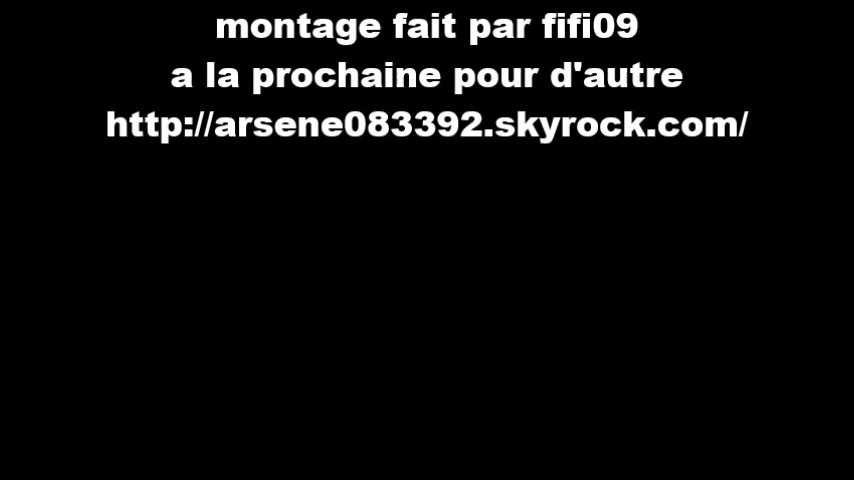 montage fait par fifi09
a la prochaine pour d'autre
http://arsene083392.skyrock.com/